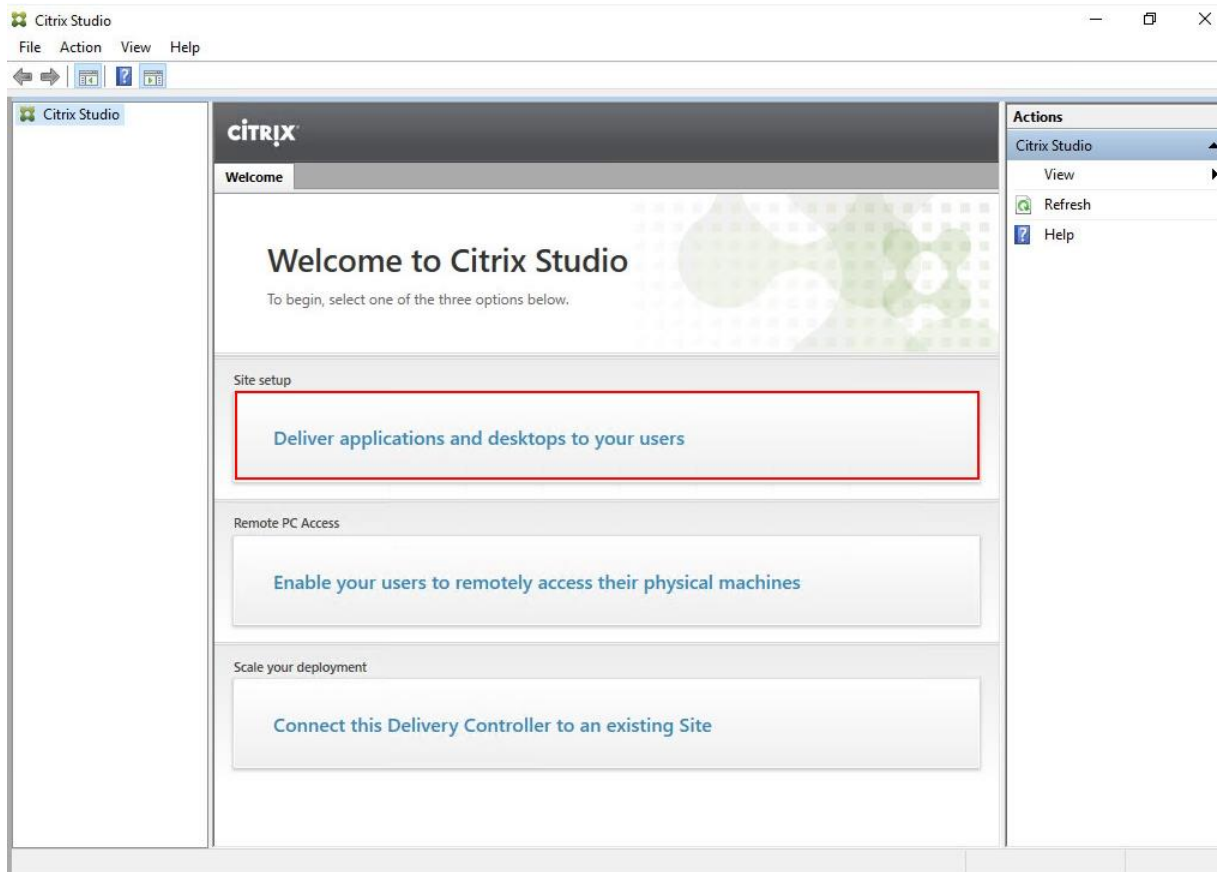 Citrix Studio
File Action View Help
Citrix Studio
CİTRIX
Welcome
Welcome to Citrix Studio
To begin, select one of the three options below.
Site setup
Deliver applications and desktops to your users
Remote PC Access
Enable your users to remotely access their physical machines
Scale your deployment
Connect this Delivery Controller to an existing Site
Actions
Citrix Studio
View
Refresh
Help